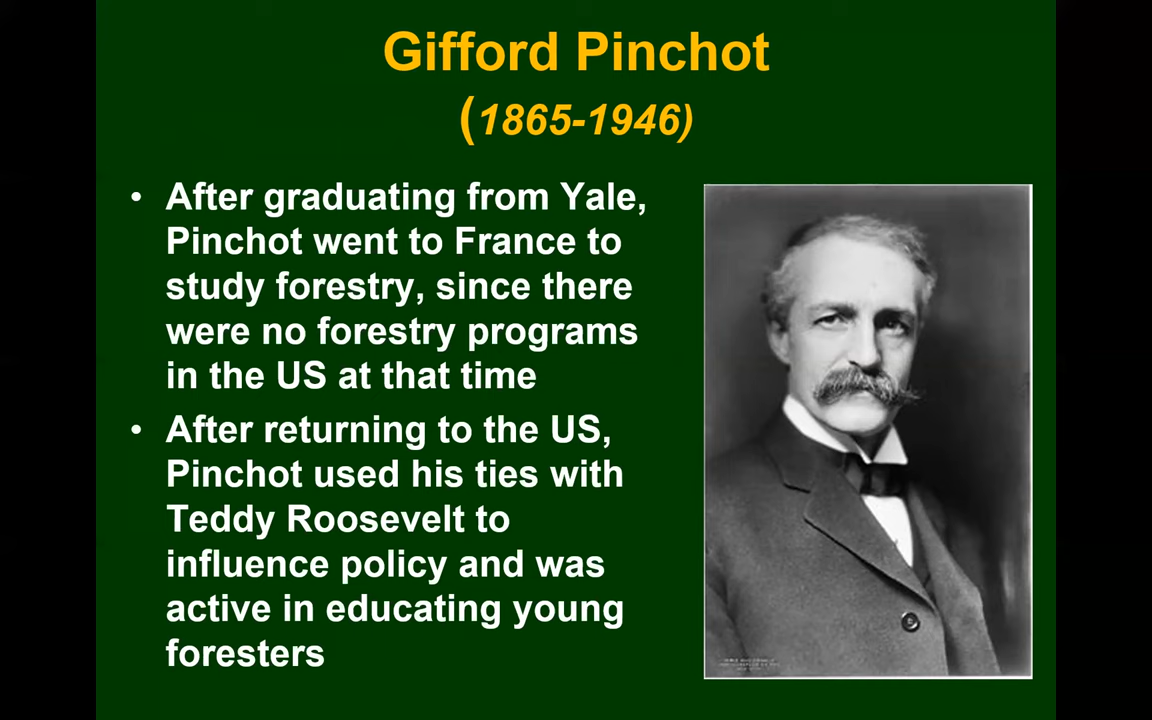 Gifford Pinchot
(1865-1946)
• After graduating from Yale,
Pinchot went to France to
study forestry, since there
were no forestry programs
in the US at that time
• After returning to the US,
Pinchot used his ties with
Teddy Roosevelt to
influence policy and was
active in educating young
foresters